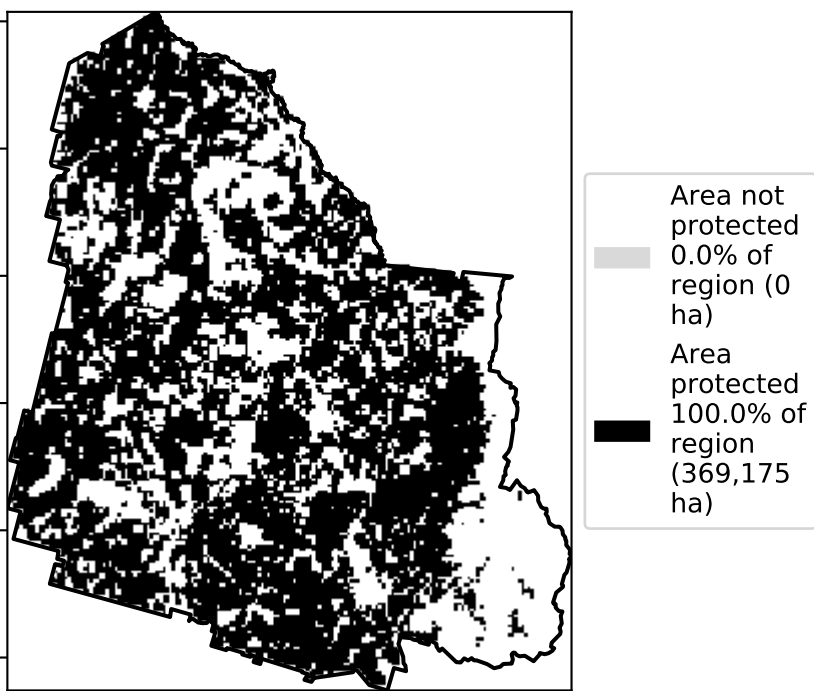 Area not
protected
0.0% of
region (0
ha)
Area
protected
100.0% of
region
(369,175
ha)